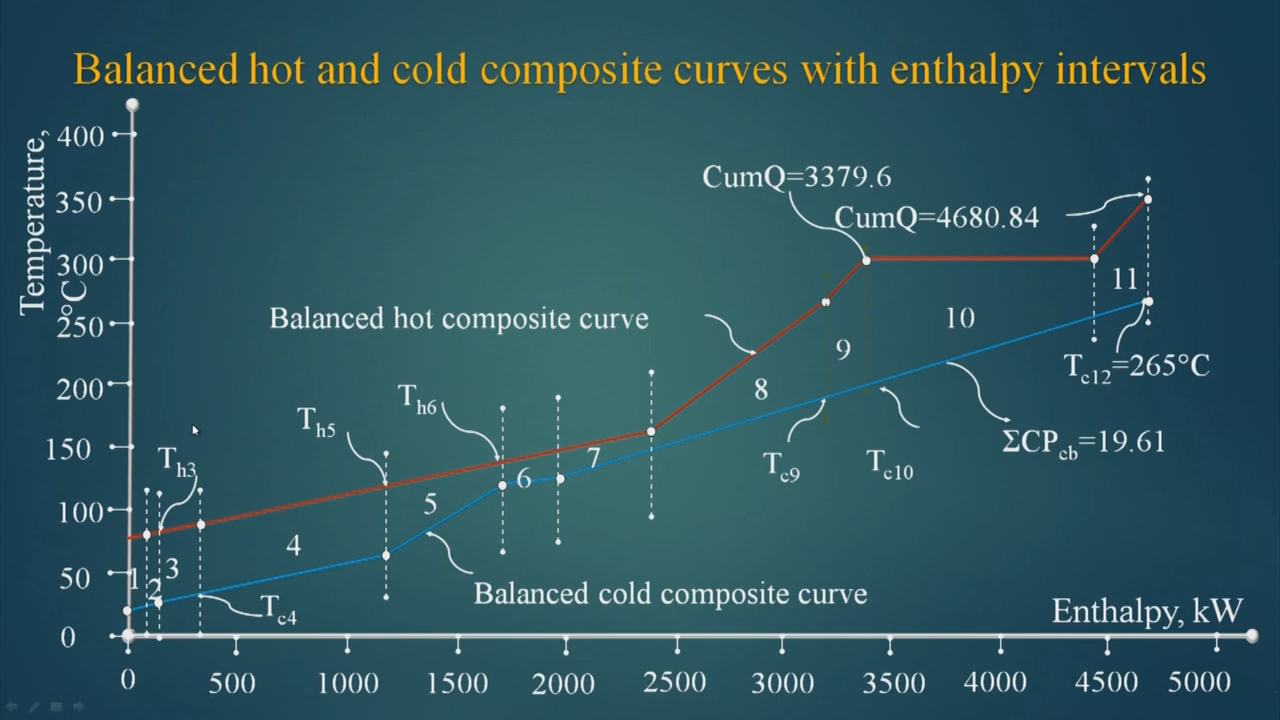 Balanced hot and cold composite curves with enthalpy intervals
Temperature, °C
400
350
300
250
200
150
100
50
0
CumQ=3379.6
CumQ=4680.84
Balanced hot composite curve
11
10
9
8
T_c12=265°C
T_h6
T_h5
ΣCP_cb=19.61
T_h3
7
6
T_c9
T_c10
5
4
3
1
2
Balanced cold composite curve
T_c4
Enthalpy, kW
0 500 1000 1500 2000 2500 3000 3500 4000 4500 5000